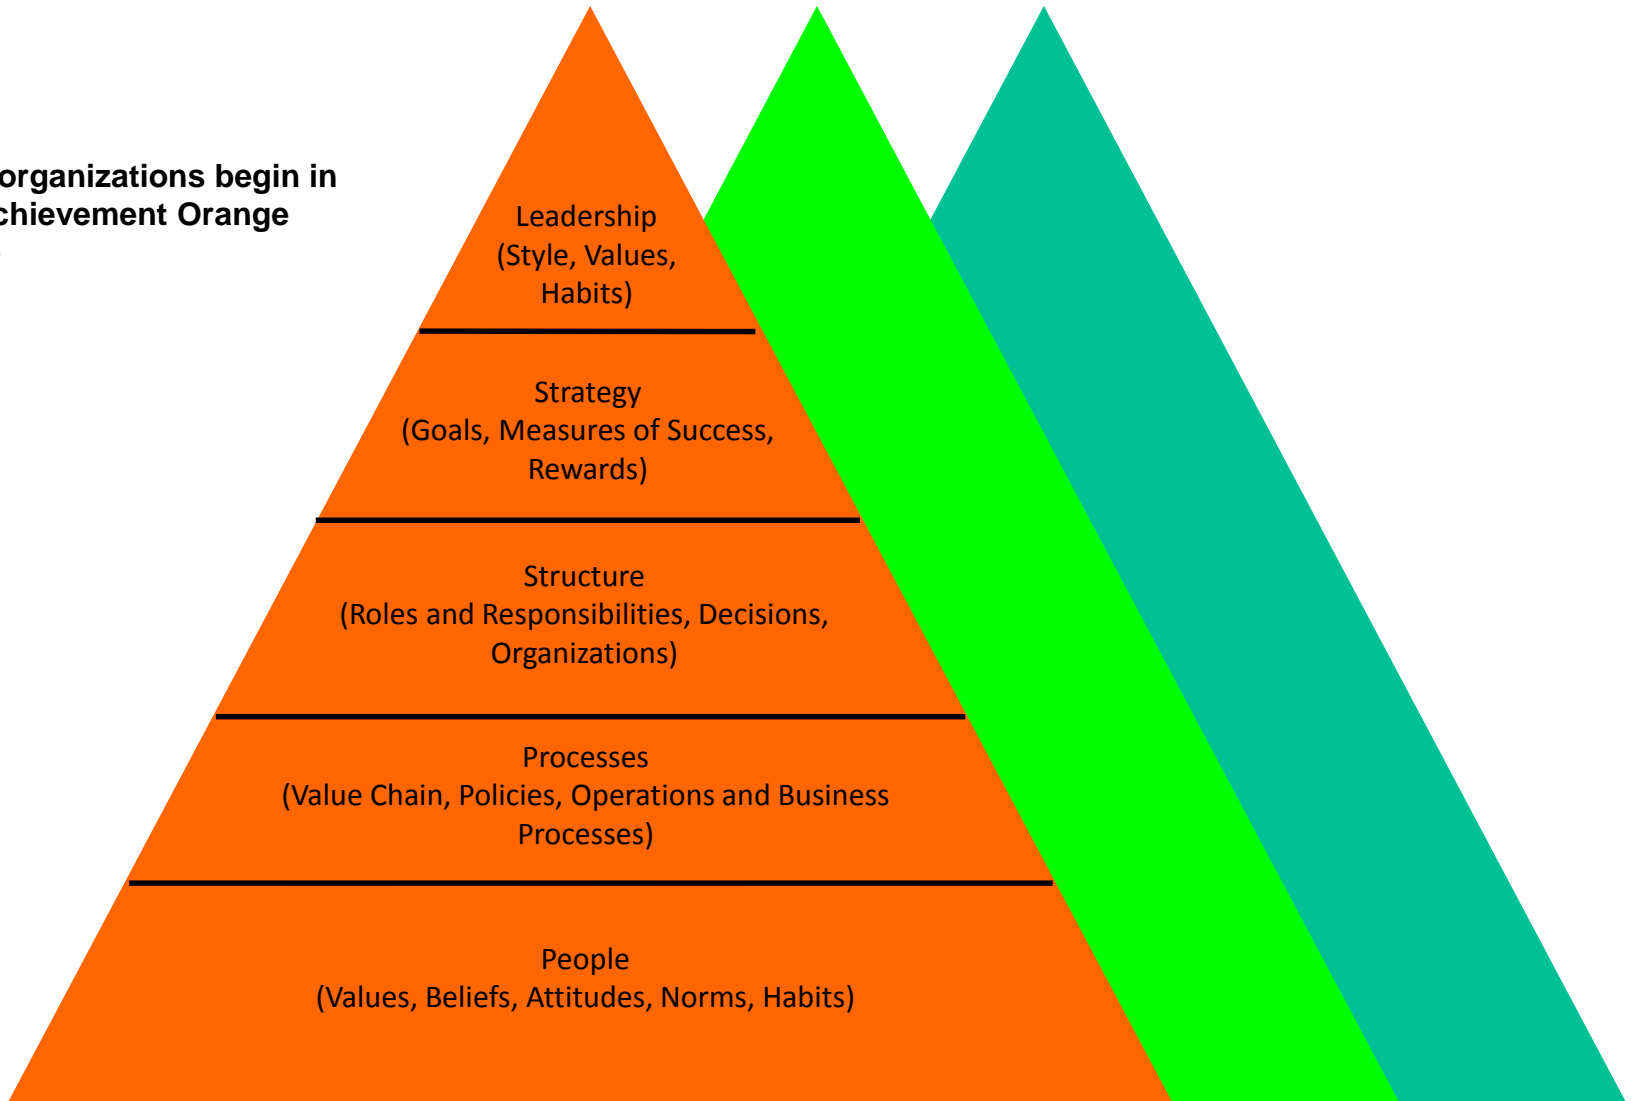 organizations begin in
chievement Orange
Leadership
(Style, Values,
Habits)
Strategy
(Goals, Measures of Success,
Rewards)
Structure
(Roles and Responsibilities, Decisions,
Organizations)
Processes
(Value Chain, Policies, Operations and Business
Processes)
People
(Values, Beliefs, Attitudes, Norms, Habits)